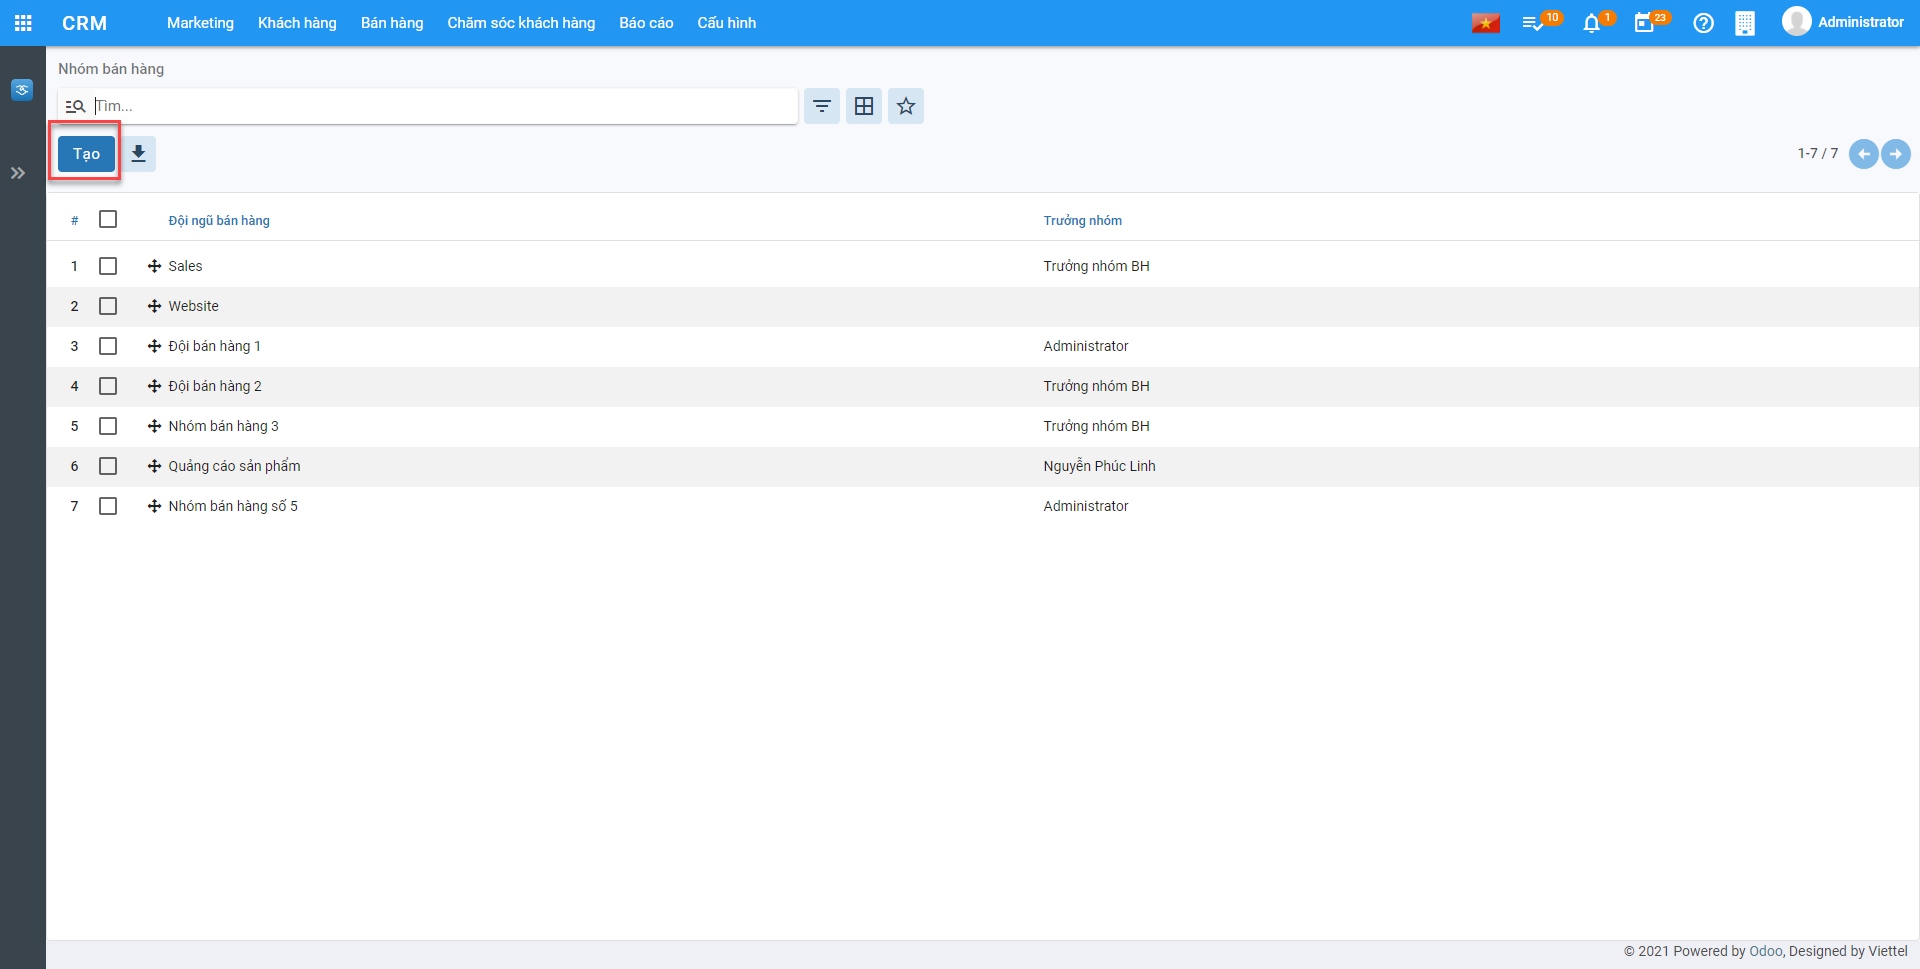 CRM Marketing Khách hàng Bán hàng Chăm sóc khách hàng Báo cáo Cấu hình 10 1 23 Administrator
Nhóm bán hàng
Tìm...
Tạo 1-7 / 7
# Đội ngũ bán hàng Trưởng nhóm
1 Sales Trưởng nhóm BH
2 Website
3 Đội bán hàng 1 Administrator
4 Đội bán hàng 2 Trưởng nhóm BH
5 Nhóm bán hàng 3 Trưởng nhóm BH
6 Quảng cáo sản phẩm Nguyễn Phúc Linh
7 Nhóm bán hàng số 5 Administrator
© 2021 Powered by Odoo, Designed by Viettel